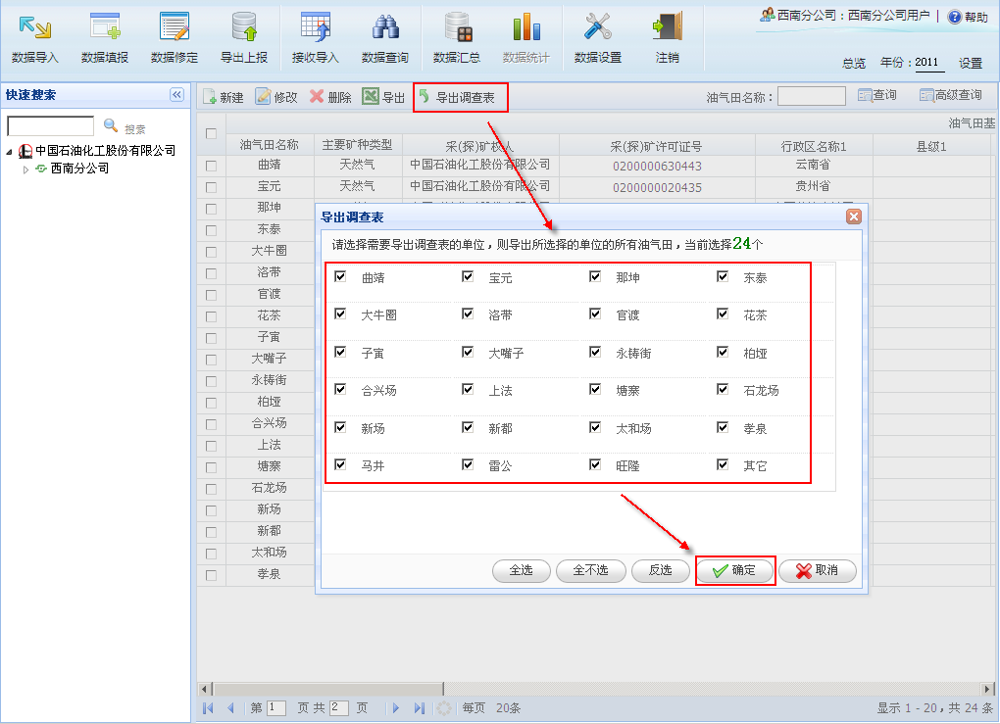 西南分公司：西南分公司用户 | 帮助
数据导入 数据填报 数据修定 导出上报 接收导入 数据查询 数据汇总 数据统计 数据设置 注销
总览 年份：2011 设置
快速搜索
搜索
中国石油化工股份有限公司
西南分公司
新建 修改 删除 导出 导出调查表 油气田名称： 查询 高级查询
油气田基
油气田名称 主要矿种类型 采(探)矿权人 采(探)矿许可证号 行政区名称1 县级1
曲靖 天然气 中国石油化工股份有限公司 0200000630443 云南省
宝元 天然气 中国石油化工股份有限公司 0200000020435 贵州省
那坤
东泰
大牛圈
洛带
官渡
花茶
子寅
大嘴子
永铸街
柏垭
合兴场
上法
塘寨
石龙场
新场
新都
太和场
孝泉
导出调查表
请选择需要导出调查表的单位，则导出所选择的单位的所有油气田，当前选择24个
曲靖 宝元 那坤 东泰
大牛圈 洛带 官渡 花茶
子寅 大嘴子 永铸街 柏垭
合兴场 上法 塘寨 石龙场
新场 新都 太和场 孝泉
马井 雷公 旺隆 其它
全选 全不选 反选 确定 取消
第 1 页 共 2 页 每页 20条 显示 1 - 20，共 24 条